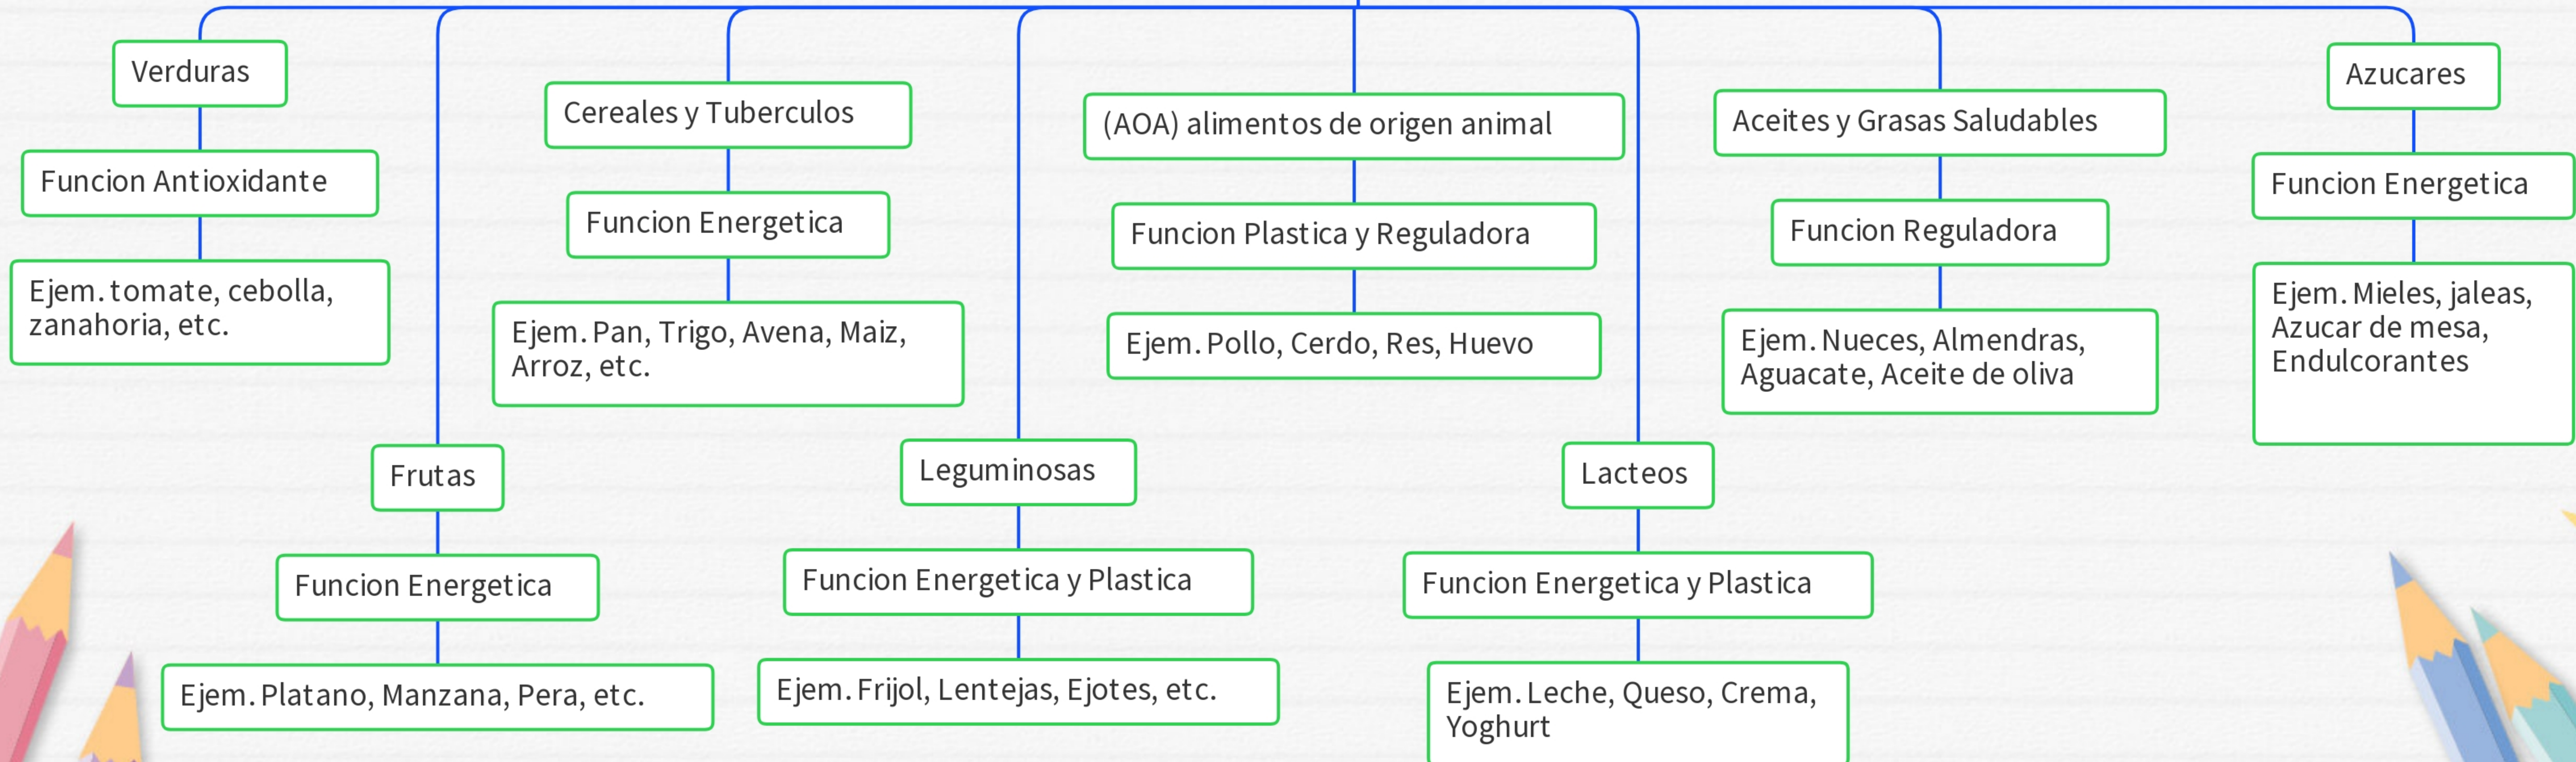 Verduras
Funcion Antioxidante
Ejem. tomate, cebolla,
zanahoria, etc.
Frutas
Funcion Energetica
Ejem. Platano, Manzana, Pera, etc.
Cereales y Tuberculos
Funcion Energetica
Ejem. Pan, Trigo, Avena, Maiz,
Arroz, etc.
Leguminosas
Funcion Energetica y Plastica
Ejem. Frijol, Lentejas, Ejotes, etc.
(AOA) alimentos de origen animal
Funcion Plastica y Reguladora
Ejem. Pollo, Cerdo, Res, Huevo
Lacteos
Funcion Energetica y Plastica
Ejem. Leche, Queso, Crema,
Yoghurt
Aceites y Grasas Saludables
Funcion Reguladora
Ejem. Nueces, Almendras,
Aguacate, Aceite de oliva
Azucares
Funcion Energetica
Ejem. Mieles, jaleas,
Azucar de mesa,
Endulcorantes